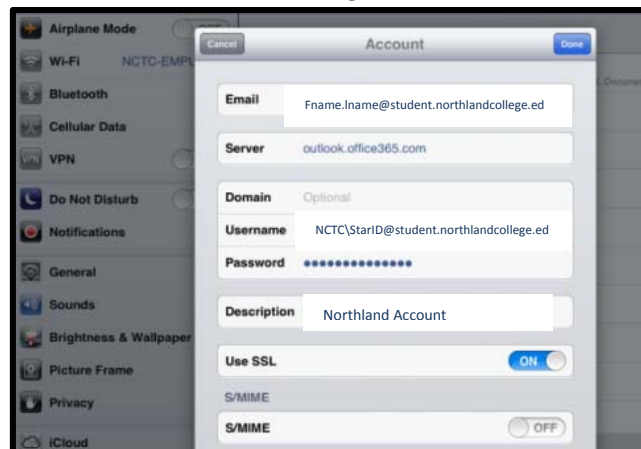 Airplane Mode
Wi-Fi NCTC-EMPL
Bluetooth
Cellular Data
VPN
VPN
Do Not Disturb
Notifications
General
Sounds
Brightness & Wallpaper
Picture Frame
Privacy
iCloud
Cancel Account Done
Email Fname.lname@student.northlandcollege.ed
Server outlook.office365.com
Domain Optional
Username NCTC\StarID@student.northlandcollege.ed
Password ●●●●●●●●●●●●●●
Description Northland Account
Use SSL ON
S/MIME
S/MIME OFF